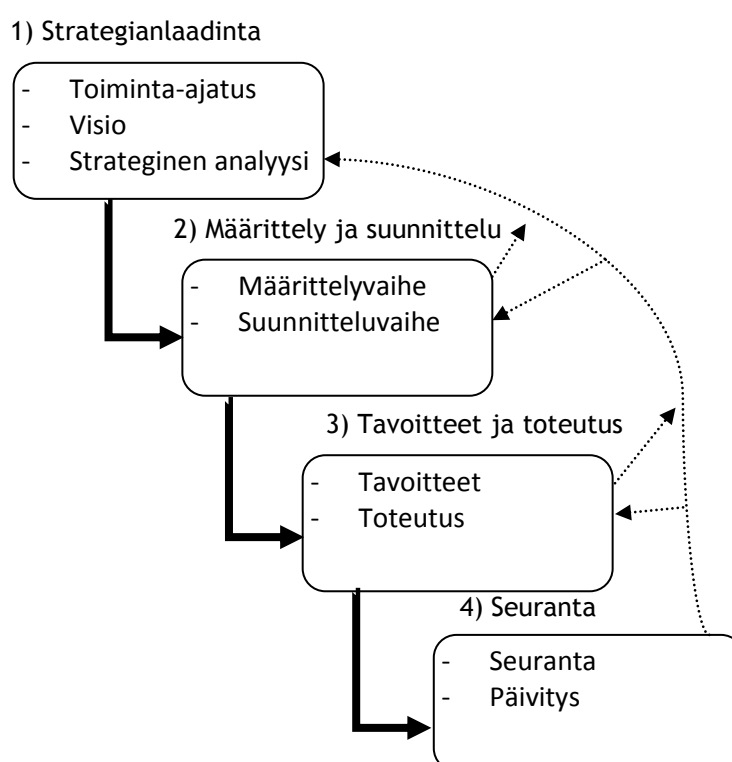 1) Strategianlaadinta
- Toiminta-ajatus
- Visio
- Strateginen analyysi
2) Määrittely ja suunnittelu
- Määrittelyvaihe
- Suunnitteluvaihe
3) Tavoitteet ja toteutus
- Tavoitteet
- Toteutus
4) Seuranta
- Seuranta
- Päivitys